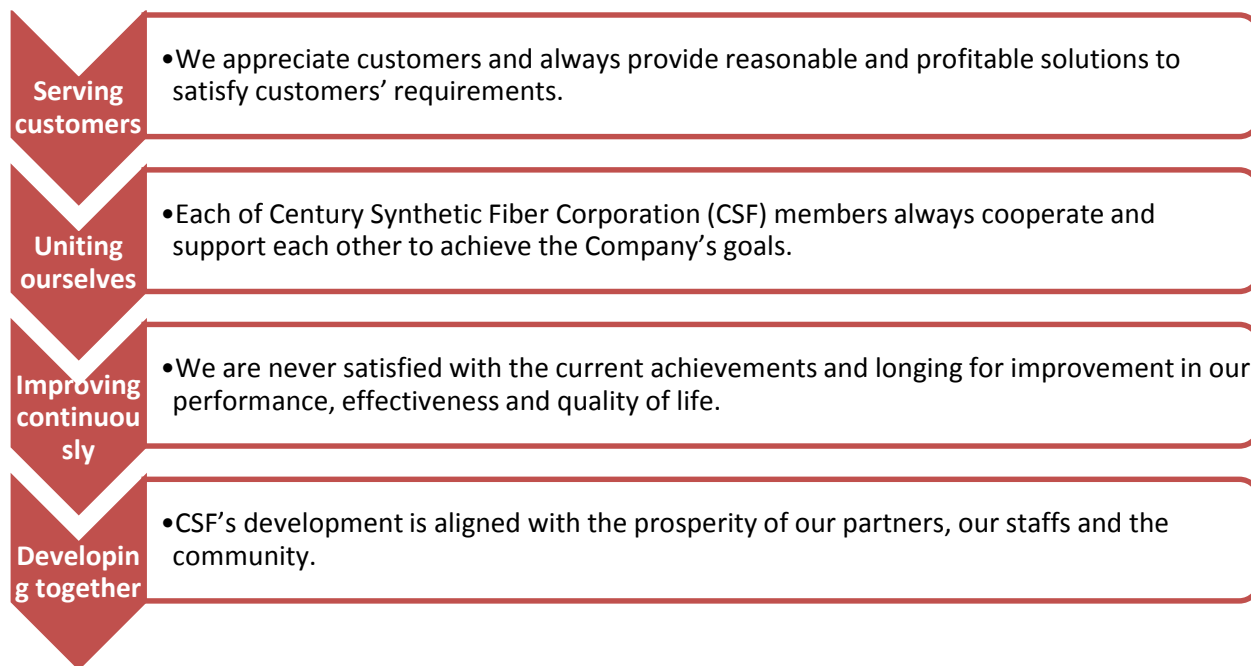 Serving
customers
•We appreciate customers and always provide reasonable and profitable solutions to
satisfy customers’ requirements.
Uniting
ourselves
•Each of Century Synthetic Fiber Corporation (CSF) members always cooperate and
support each other to achieve the Company’s goals.
Improving
continuou
sly
•We are never satisfied with the current achievements and longing for improvement in our
performance, effectiveness and quality of life.
Developin
g together
•CSF’s development is aligned with the prosperity of our partners, our staffs and the
community.